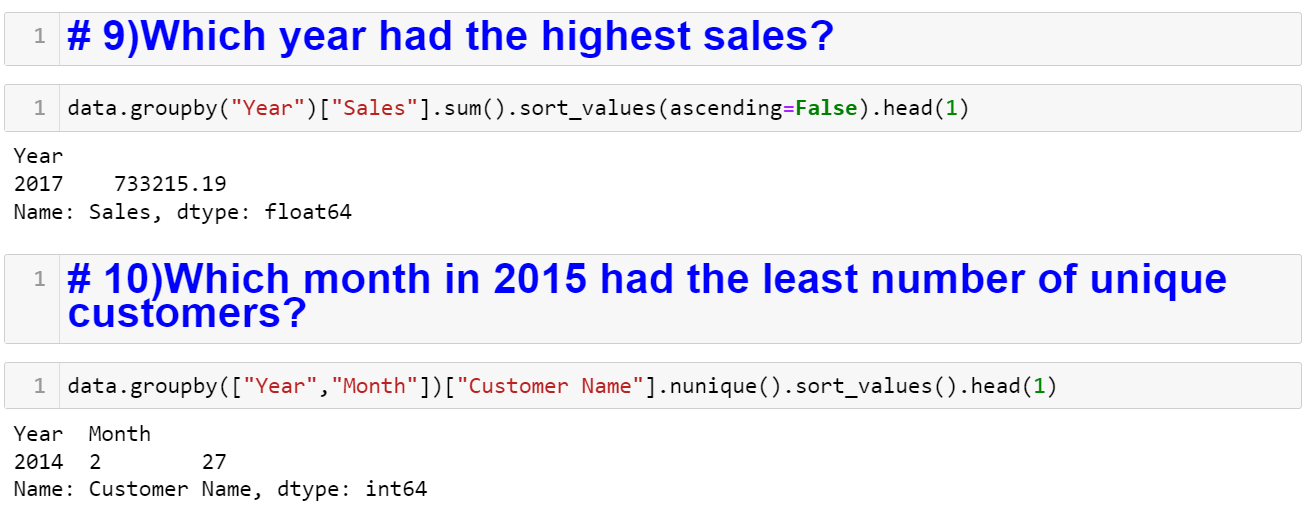 1 # 9)Which year had the highest sales?
1 data.groupby("Year")["Sales"].sum().sort_values(ascending=False).head(1)
Year
2017    733215.19
Name: Sales, dtype: float64
1 # 10)Which month in 2015 had the least number of unique
customers?
1 data.groupby(["Year","Month"])["Customer Name"].nunique().sort_values().head(1)
Year  Month
2014  2        27
Name: Customer Name, dtype: int64